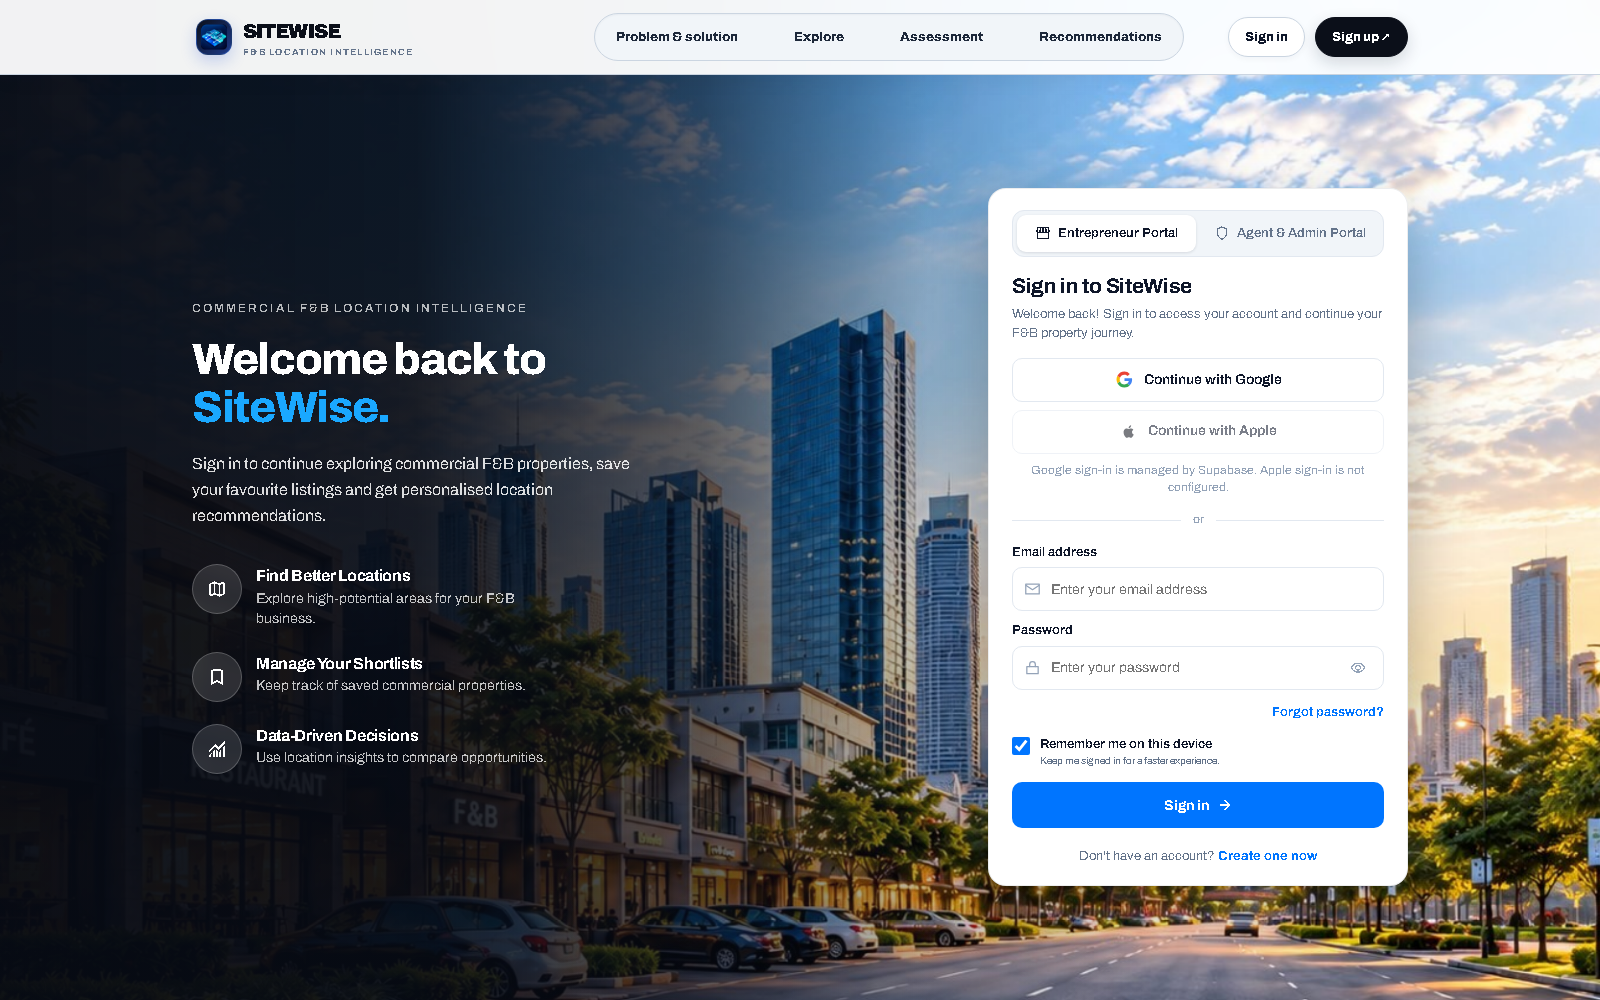 SITEWISE
F&B LOCATION INTELLIGENCE
Problem & solution
Explore
Assessment
Recommendations
Sign in
Sign up↗
COMMERCIAL F&B LOCATION INTELLIGENCE
Welcome back to
SiteWise.
Sign in to continue exploring commercial F&B properties, save
your favourite listings and get personalised location
recommendations.
Find Better Locations
Explore high-potential areas for your F&B
business.
Manage Your Shortlists
Keep track of saved commercial properties.
Data-Driven Decisions
Use location insights to compare opportunities.
RESTAURANT
F&B
Entrepreneur Portal
Agent & Admin Portal
Sign in to SiteWise
Welcome back! Sign in to access your account and continue your
F&B property journey.
Continue with Google
Continue with Apple
Google sign-in is managed by Supabase. Apple sign-in is not
configured.
or
Email address
Enter your email address
Password
Enter your password
Forgot password?
Remember me on this device
Keep me signed in for a faster experience.
Sign in →
Don't have an account? Create one now